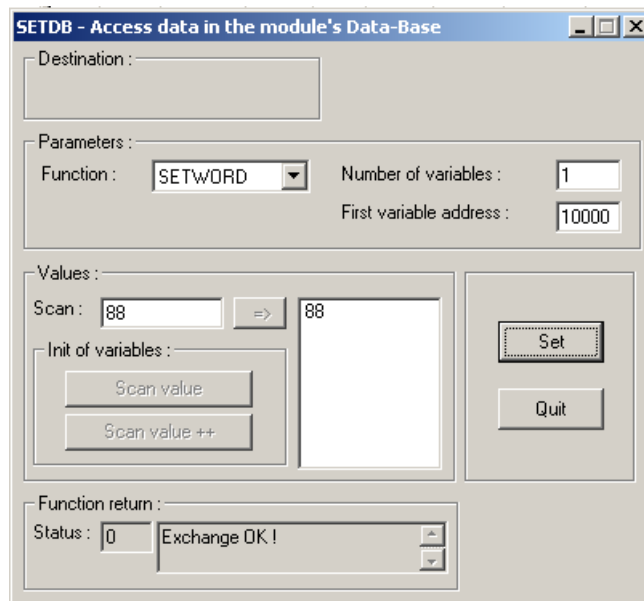 SETDB - Access data in the module's Data-Base
Destination :
Parameters :
Function : SETWORD Number of variables : 1
First variable address : 10000
Values :
Scan : 88 => 88
Init of variables :
Scan value
Scan value ++
Set
Quit
Function return :
Status : 0 Exchange OK !